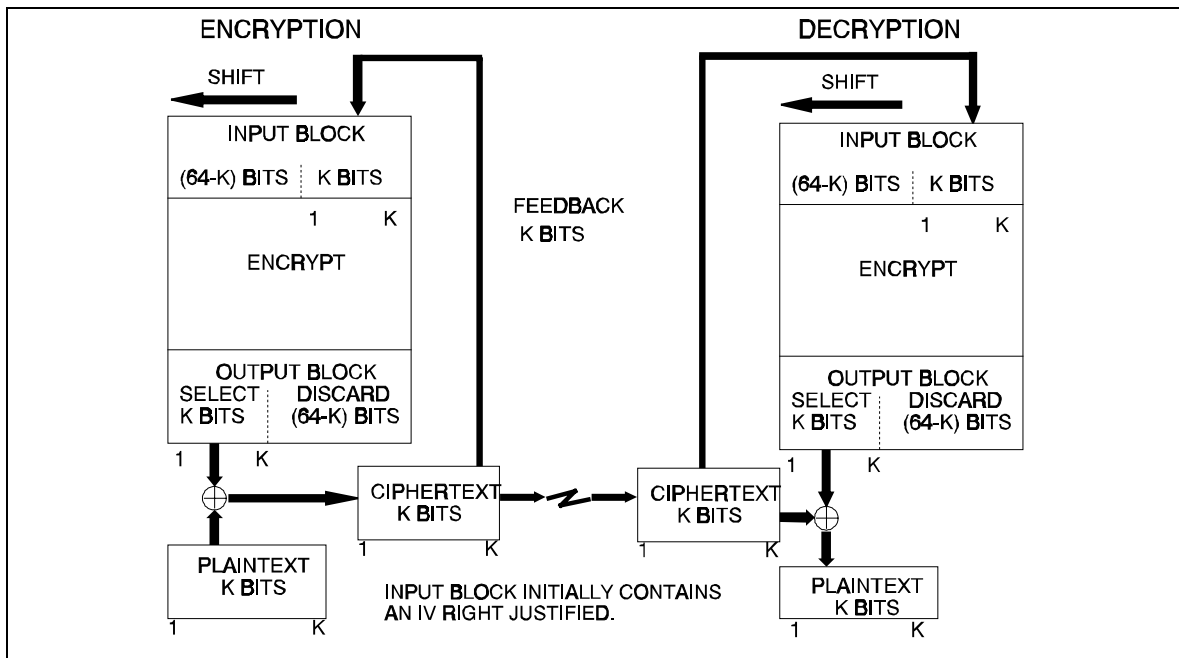 ENCRYPTION
SHIFT
INPUT BLOCK
(64-K) BITS K BITS
1 K
ENCRYPT
OUTPUT BLOCK
SELECT DISCARD
K BITS (64-K) BITS
1 K
CIPHERTEXT
K BITS
1 K
PLAINTEXT
K BITS
1 K
FEEDBACK
K BITS
INPUT BLOCK INITIALLY CONTAINS
AN IV RIGHT JUSTIFIED.
DECRYPTION
SHIFT
INPUT BLOCK
(64-K) BITS K BITS
1 K
ENCRYPT
OUTPUT BLOCK
SELECT DISCARD
K BITS (64-K) BITS
1 K
CIPHERTEXT
K BITS
1 K
PLAINTEXT
K BITS
1 K